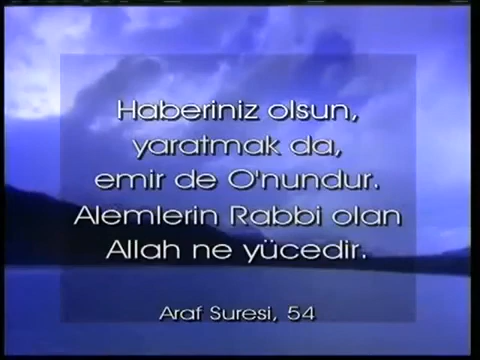 Haberiniz olsun,
yaratmak da,
emir de O'nundur.
Alemlerin Rabbi olan
Allah ne yücedir.
Araf Suresi, 54